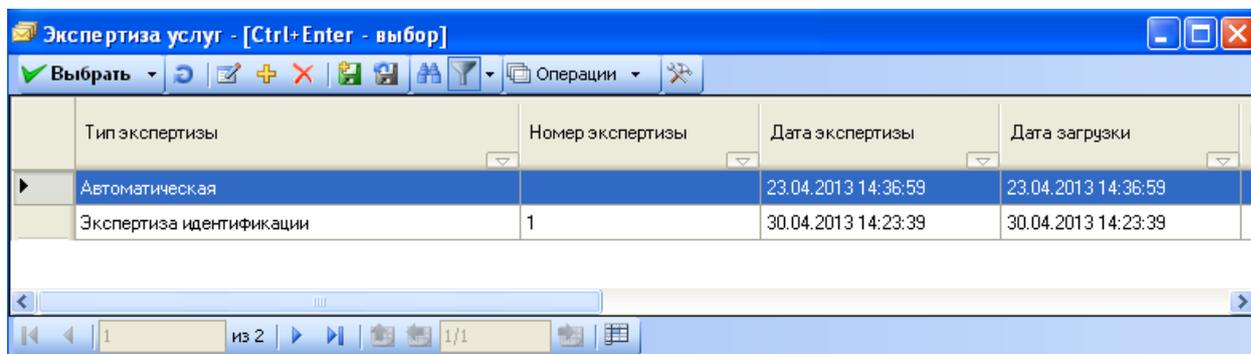 Экспертиза услуг - [Ctrl+Enter - выбор]
Выбрать Операции
Тип экспертизы Номер экспертизы Дата экспертизы Дата загрузки
Автоматическая 23.04.2013 14:36:59 23.04.2013 14:36:59
Экспертиза идентификации 1 30.04.2013 14:23:39 30.04.2013 14:23:39
1 из 2 1/1